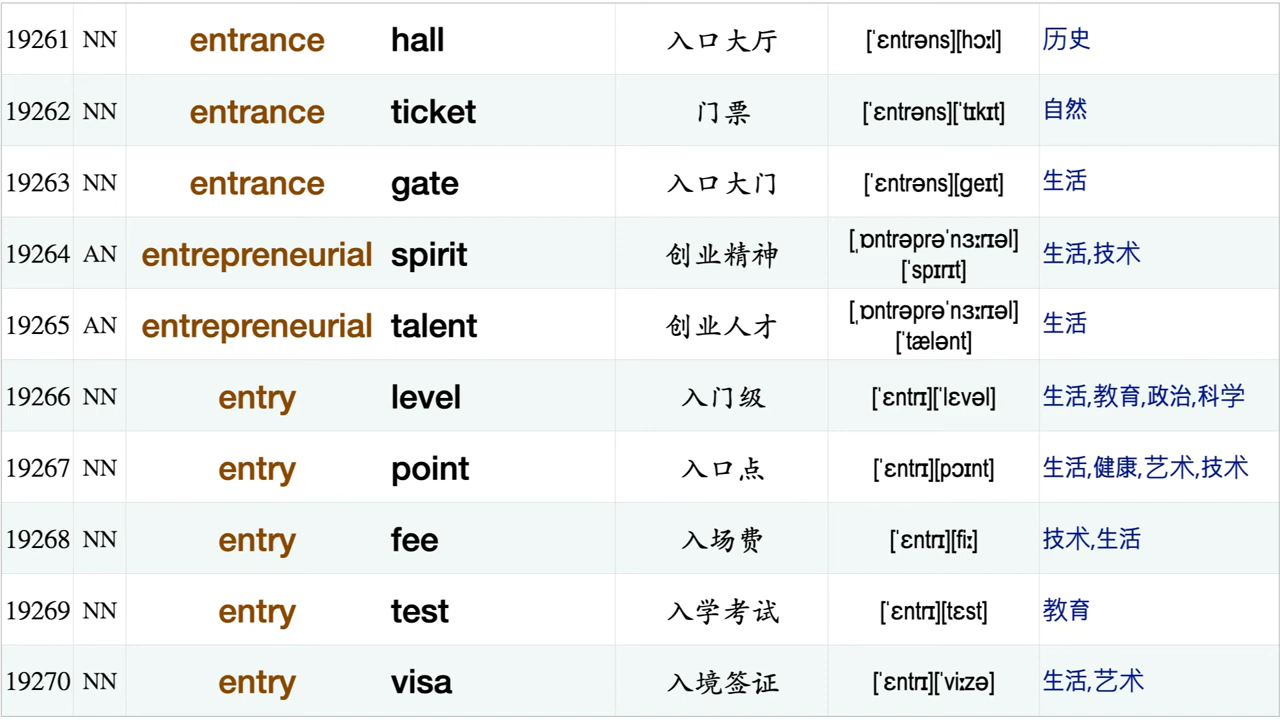 19261 NN entrance hall 入口大厅 [ˈɛntrəns][hɔːl] 历史
19262 NN entrance ticket 门票 [ˈɛntrəns][ˈtɪkɪt] 自然
19263 NN entrance gate 入口大门 [ˈɛntrəns][geɪt] 生活
19264 AN entrepreneurial spirit 创业精神 [ˌɒntrəprəˈnɜːrɪəl] [ˈspɪrɪt] 生活,技术
19265 AN entrepreneurial talent 创业人才 [ˌɒntrəprəˈnɜːrɪəl] [ˈtælənt] 生活
19266 NN entry level 入门级 [ˈɛntrɪ][ˈlɛvəl] 生活,教育,政治,科学
19267 NN entry point 入口点 [ˈɛntrɪ][pɔɪnt] 生活,健康,艺术,技术
19268 NN entry fee 入场费 [ˈɛntrɪ][fiː] 技术,生活
19269 NN entry test 入学考试 [ˈɛntrɪ][tɛst] 教育
19270 NN entry visa 入境签证 [ˈɛntrɪ][ˈviːzə] 生活,艺术